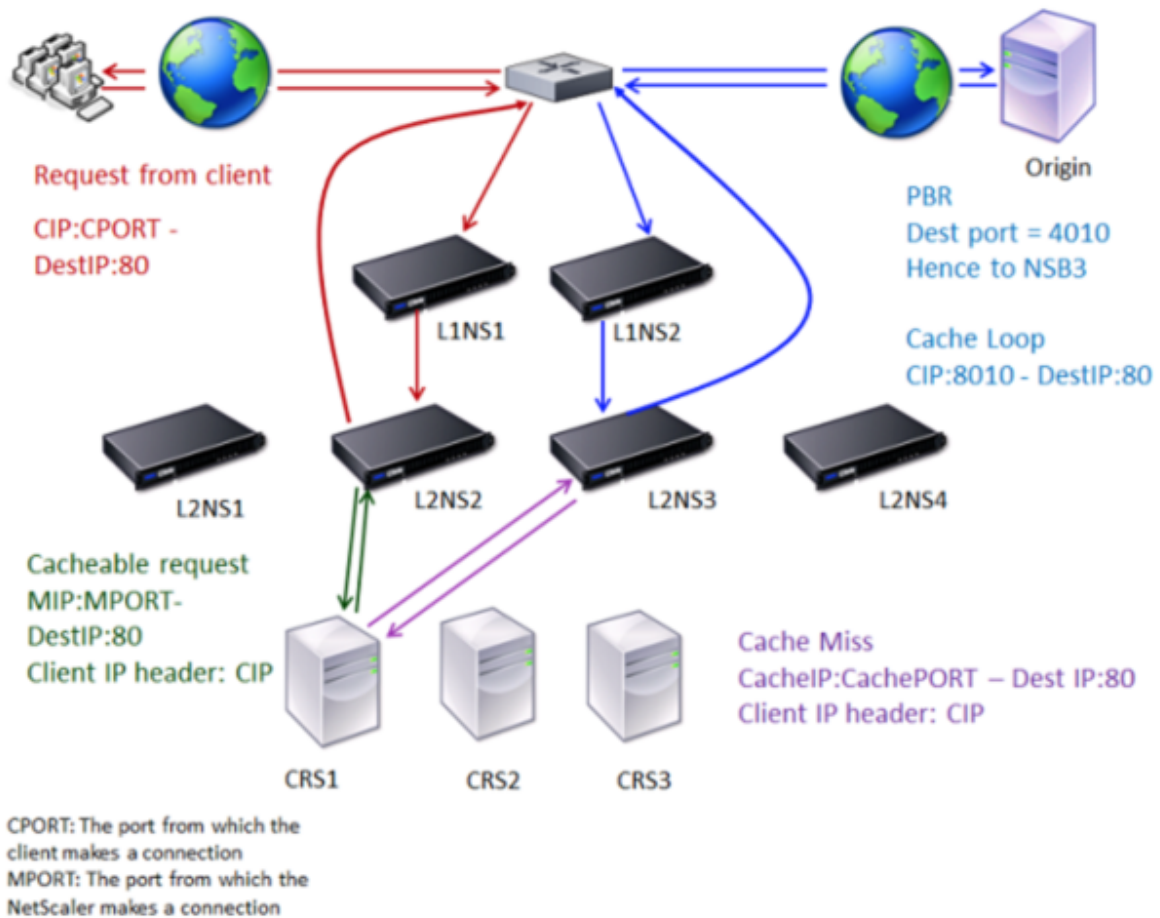 Origin
Request from client
CIP:CPORT -
DestIP:80
PBR
Dest port = 4010
Hence to NSB3
Cache Loop
CIP:8010 - DestIP:80
L1NS1
L1NS2
L2NS1
L2NS2
L2NS3
L2NS4
Cacheable request
MIP:MPORT-
DestIP:80
Client IP header: CIP
Cache Miss
CacheIP:CachePORT – Dest IP:80
Client IP header: CIP
CRS1
CRS2
CRS3
CPORT: The port from which the
client makes a connection
MPORT: The port from which the
NetScaler makes a connection